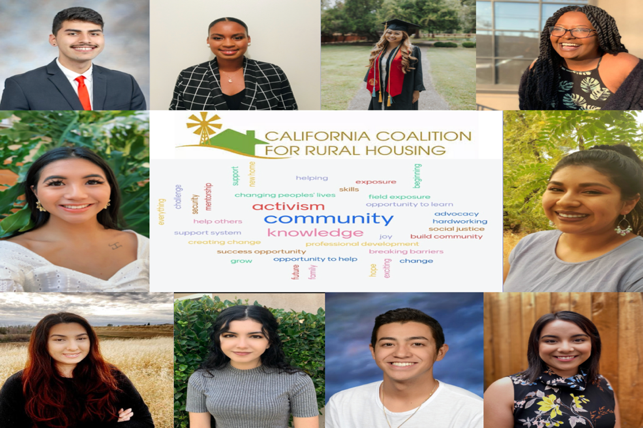 CALIFORNIA COALITION
FOR RURAL HOUSING
everything
challenge
security
mentorship
support
new home
helping
skills
exposure
beginning
changing peoples' lives
field exposure
activism
opportunity to learn
community
advocacy
help others
hardworking
support system
knowledge
joy
social justice
build community
creating change
professional development
success opportunity
breaking barriers
grow
opportunity to help
change
future
family
hope
exciting